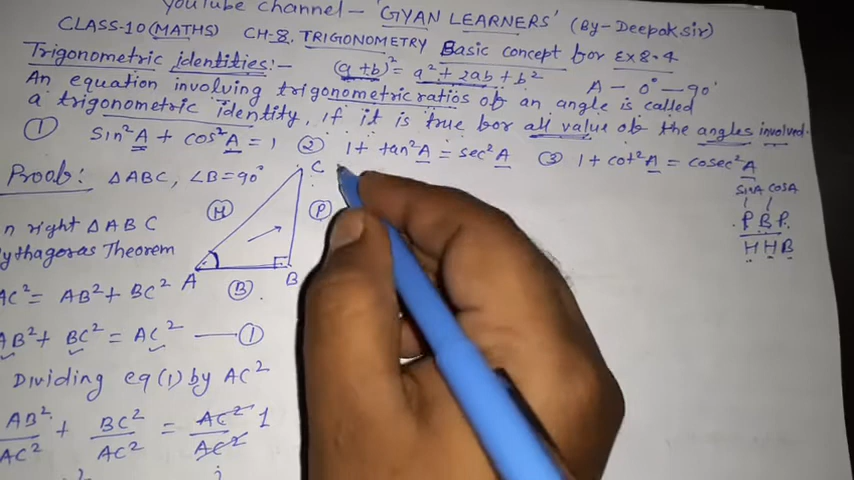 YouTube Channel - 'GYAN LEARNERS' (By-Deepak sir)
CLASS-10 (MATHS) CH-8. TRIGONOMETRY Basic concept for Ex 8.4
Trigonometric identities:- (a+b)² = a² + 2ab + b² A - 0° - 90°
An equation involving trigonometric ratios of an angle is called
a trigonometric identity, if it is true for all value of the angles involved.
① Sin²A + cos²A = 1 ② 1 + tan²A = sec²A ③ 1 + cot²A = cosec²A
Proof: ΔABC, ∠B = 90° C
SinA CosA
H P
P B P
H H B
n right ΔABC
ythagoras Theorem
A B B
AC² = AB² + BC²
AB² + BC² = AC² — ①
Dividing eq(1) by AC²
AB²/AC² + BC²/AC² = AC²/AC² 1